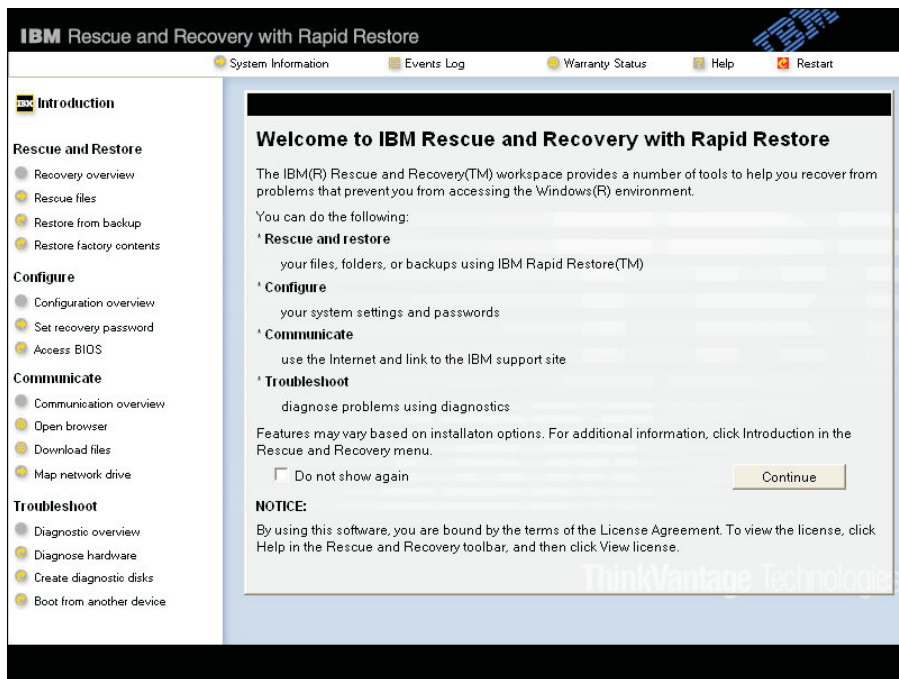 IBM Rescue and Recovery with Rapid Restore
IBM
System Information
Events Log
Warranty Status
Help
Restart
IBM Introduction
Rescue and Restore
Recovery overview
Rescue files
Restore from backup
Restore factory contents
Configure
Configuration overview
Set recovery password
Access BIOS
Communicate
Communication overview
Open browser
Download files
Map network drive
Troubleshoot
Diagnostic overview
Diagnose hardware
Create diagnostic disks
Boot from another device
Welcome to IBM Rescue and Recovery with Rapid Restore
The IBM(R) Rescue and Recovery(TM) workspace provides a number of tools to help you recover from
problems that prevent you from accessing the Windows(R) environment.
You can do the following:
* Rescue and restore
your files, folders, or backups using IBM Rapid Restore(TM)
* Configure
your system settings and passwords
* Communicate
use the Internet and link to the IBM support site
* Troubleshoot
diagnose problems using diagnostics
Features may vary based on installaton options. For additional information, click Introduction in the
Rescue and Recovery menu.
Do not show again
Continue
NOTICE:
By using this software, you are bound by the terms of the License Agreement. To view the license, click
Help in the Rescue and Recovery toolbar, and then click View license.
ThinkVantage Technologies